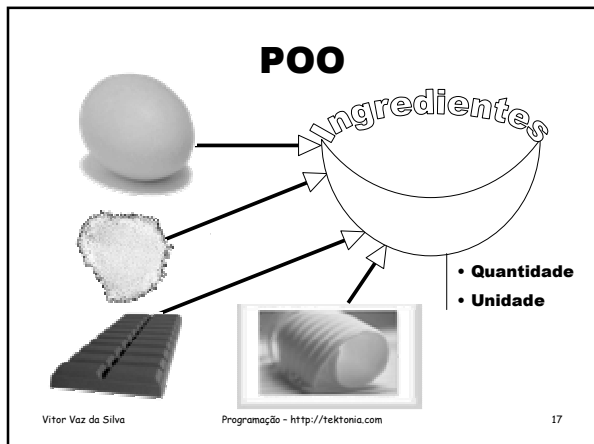 POO
Ingredientes
• Quantidade
• Unidade
Vitor Vaz da Silva
Programação – http://tektonia.com
17